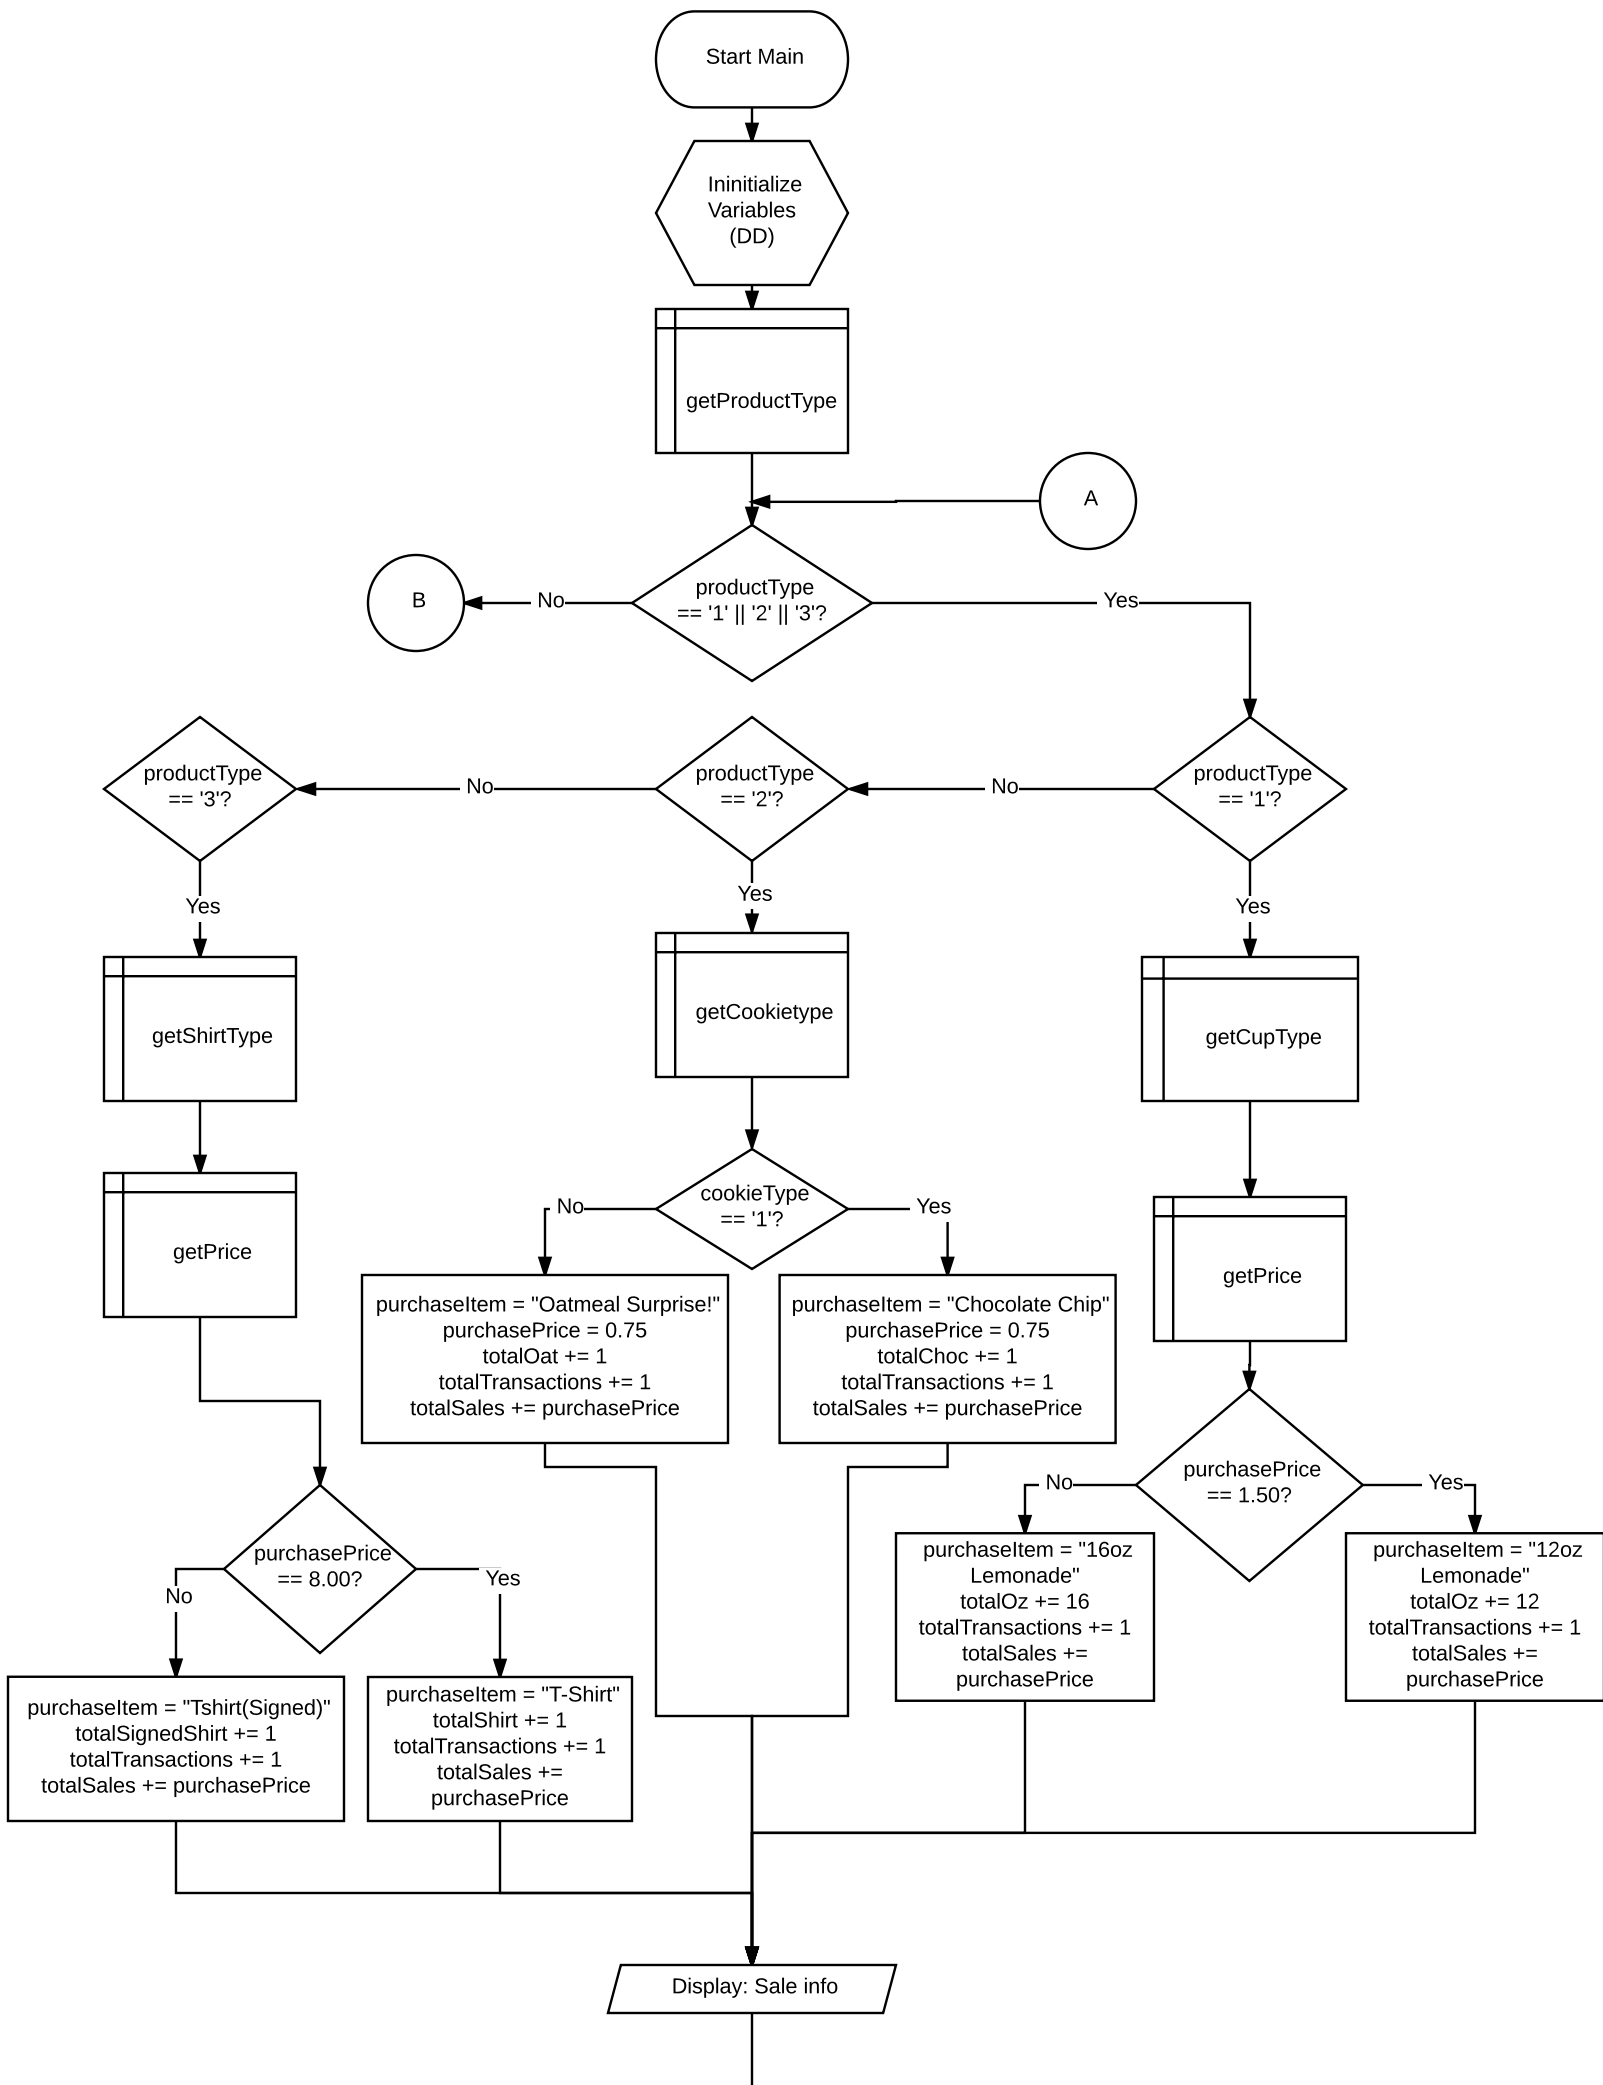 Start Main
Ininitialize
Variables
(DD)
getProductType
A
productType
== '1' || '2' || '3'?
No
B
Yes
productType
== '3'?
No
productType
== '2'?
No
productType
== '1'?
Yes
Yes
Yes
getShirtType
getCookietype
getCupType
getPrice
cookieType
== '1'?
No
Yes
getPrice
purchaseItem = "Oatmeal Surprise!"
purchasePrice = 0.75
totalOat += 1
totalTransactions += 1
totalSales += purchasePrice
purchaseItem = "Chocolate Chip"
purchasePrice = 0.75
totalChoc += 1
totalTransactions += 1
totalSales += purchasePrice
purchasePrice
== 1.50?
No
Yes
purchasePrice
== 8.00?
No
Yes
purchaseItem = "16oz
Lemonade"
totalOz += 16
totalTransactions += 1
totalSales +=
purchasePrice
purchaseItem = "12oz
Lemonade"
totalOz += 12
totalTransactions += 1
totalSales +=
purchasePrice
purchaseItem = "Tshirt(Signed)"
totalSignedShirt += 1
totalTransactions += 1
totalSales += purchasePrice
purchaseItem = "T-Shirt"
totalShirt += 1
totalTransactions += 1
totalSales +=
purchasePrice
Display: Sale info